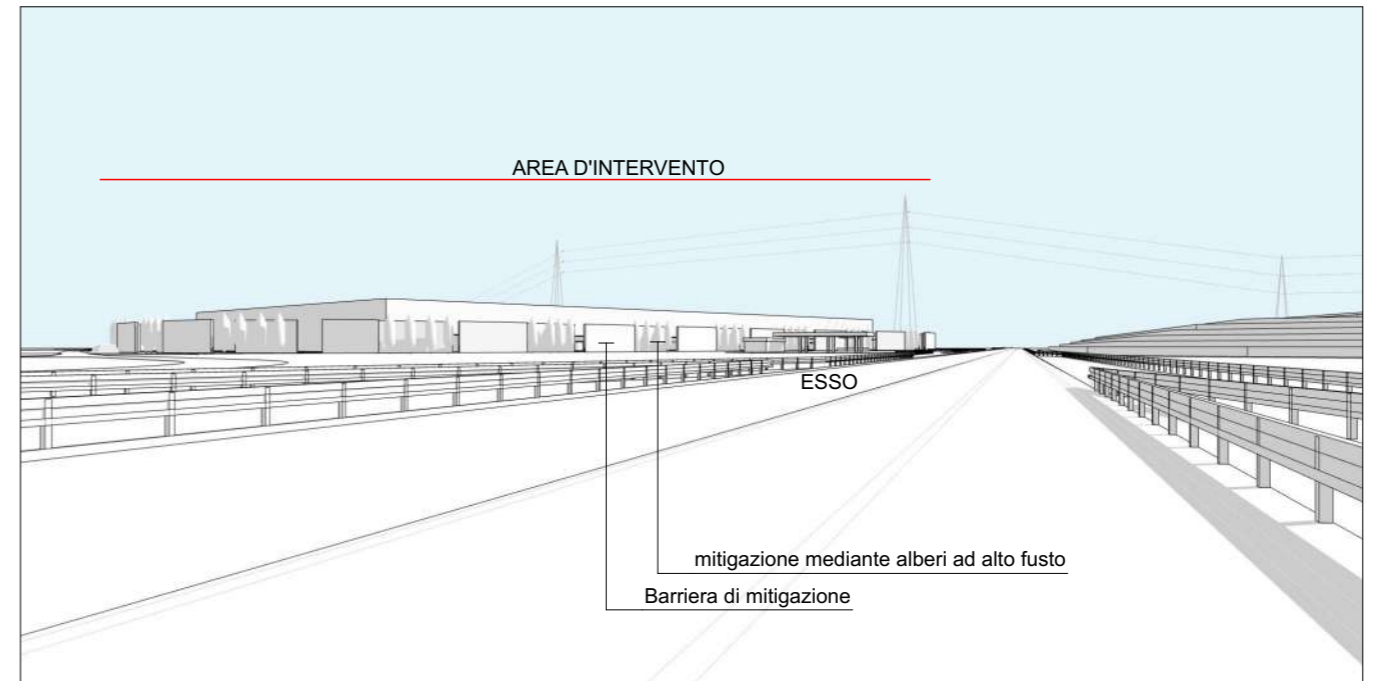 AREA D'INTERVENTO
ESSO
mitigazione mediante alberi ad alto fusto
Barriera di mitigazione